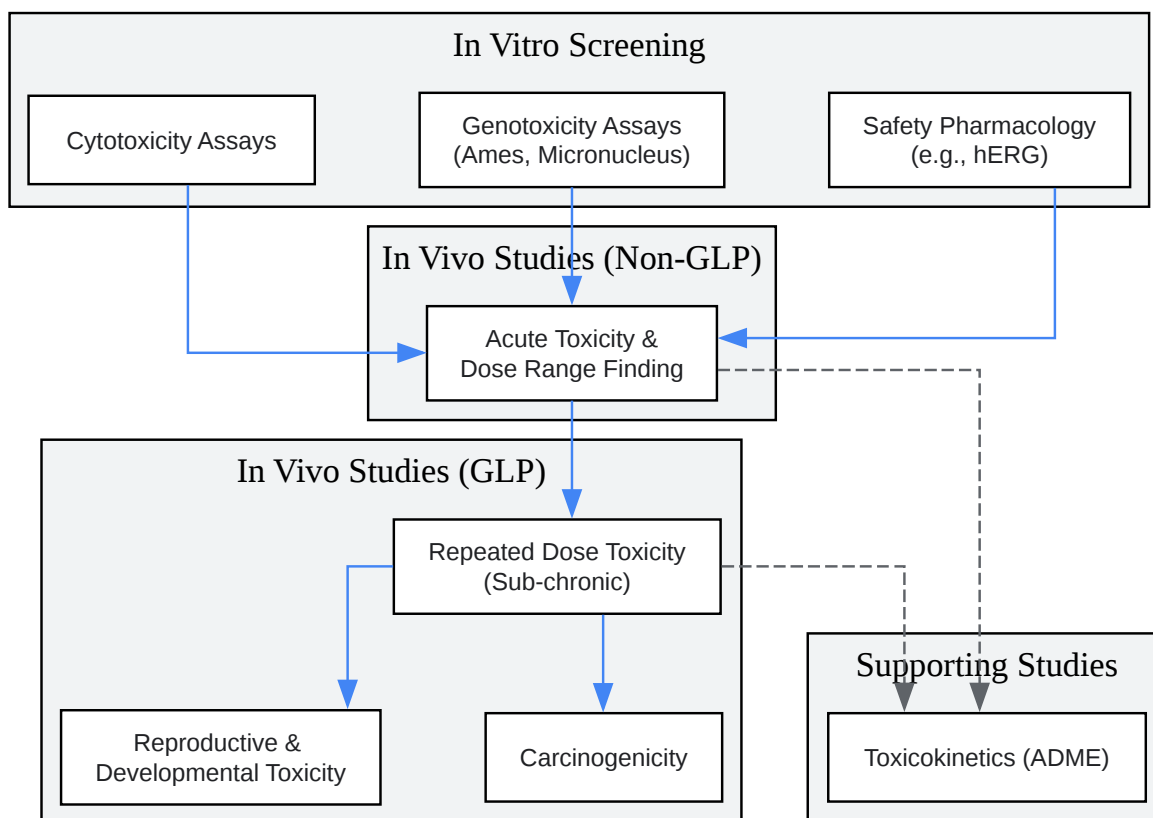 In Vitro Screening
Cytotoxicity Assays
Genotoxicity Assays
(Ames, Micronucleus)
Safety Pharmacology
(e.g., hERG)
In Vivo Studies (Non-GLP)
Acute Toxicity &
Dose Range Finding
In Vivo Studies (GLP)
Repeated Dose Toxicity
(Sub-chronic)
Supporting Studies
Reproductive &
Developmental Toxicity
Carcinogenicity
Toxicokinetics (ADME)